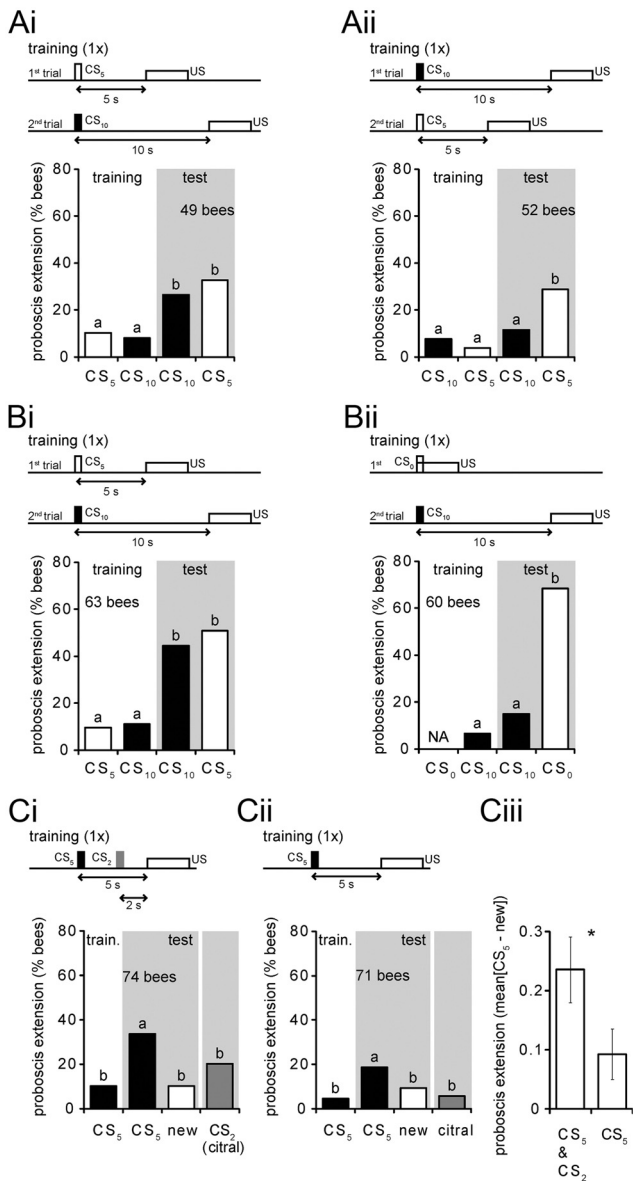 Ai
training (1x)
1st trial CS5 US
5 s
2nd trial CS10 US
10 s
proboscis extension (% bees)
80
60
40
20
0
training test
49 bees
a a b b
CS5 CS10 CS10 CS5
Aii
training (1x)
1st trial CS10 US
10 s
2nd trial CS5 US
5 s
proboscis extension (% bees)
80
60
40
20
0
training test
52 bees
a a a b
CS10 CS5 CS10 CS5
Bi
training (1x)
1st trial CS5 US
5 s
2nd trial CS10 US
10 s
proboscis extension (% bees)
80
60
40
20
0
training test
63 bees
a a b b
CS5 CS10 CS10 CS5
Bii
training (1x)
1st CS0 US
2nd trial CS10 US
10 s
proboscis extension (% bees)
80
60
40
20
0
training test
60 bees
NA a a b
CS0 CS10 CS10 CS0
Ci
training (1x)
CS5 CS2 US
5 s
2 s
proboscis extension (% bees)
80
60
40
20
0
train. test
74 bees
b a b b
CS5 CS5 new CS2
(citral)
Cii
training (1x)
CS5 US
5 s
proboscis extension (% bees)
80
60
40
20
0
train. test
71 bees
b a b b
CS5 CS5 new citral
Ciii
proboscis extension (mean[CS5 - new])
0.3
0.2
0.1
0
*
CS5 & CS2
CS5